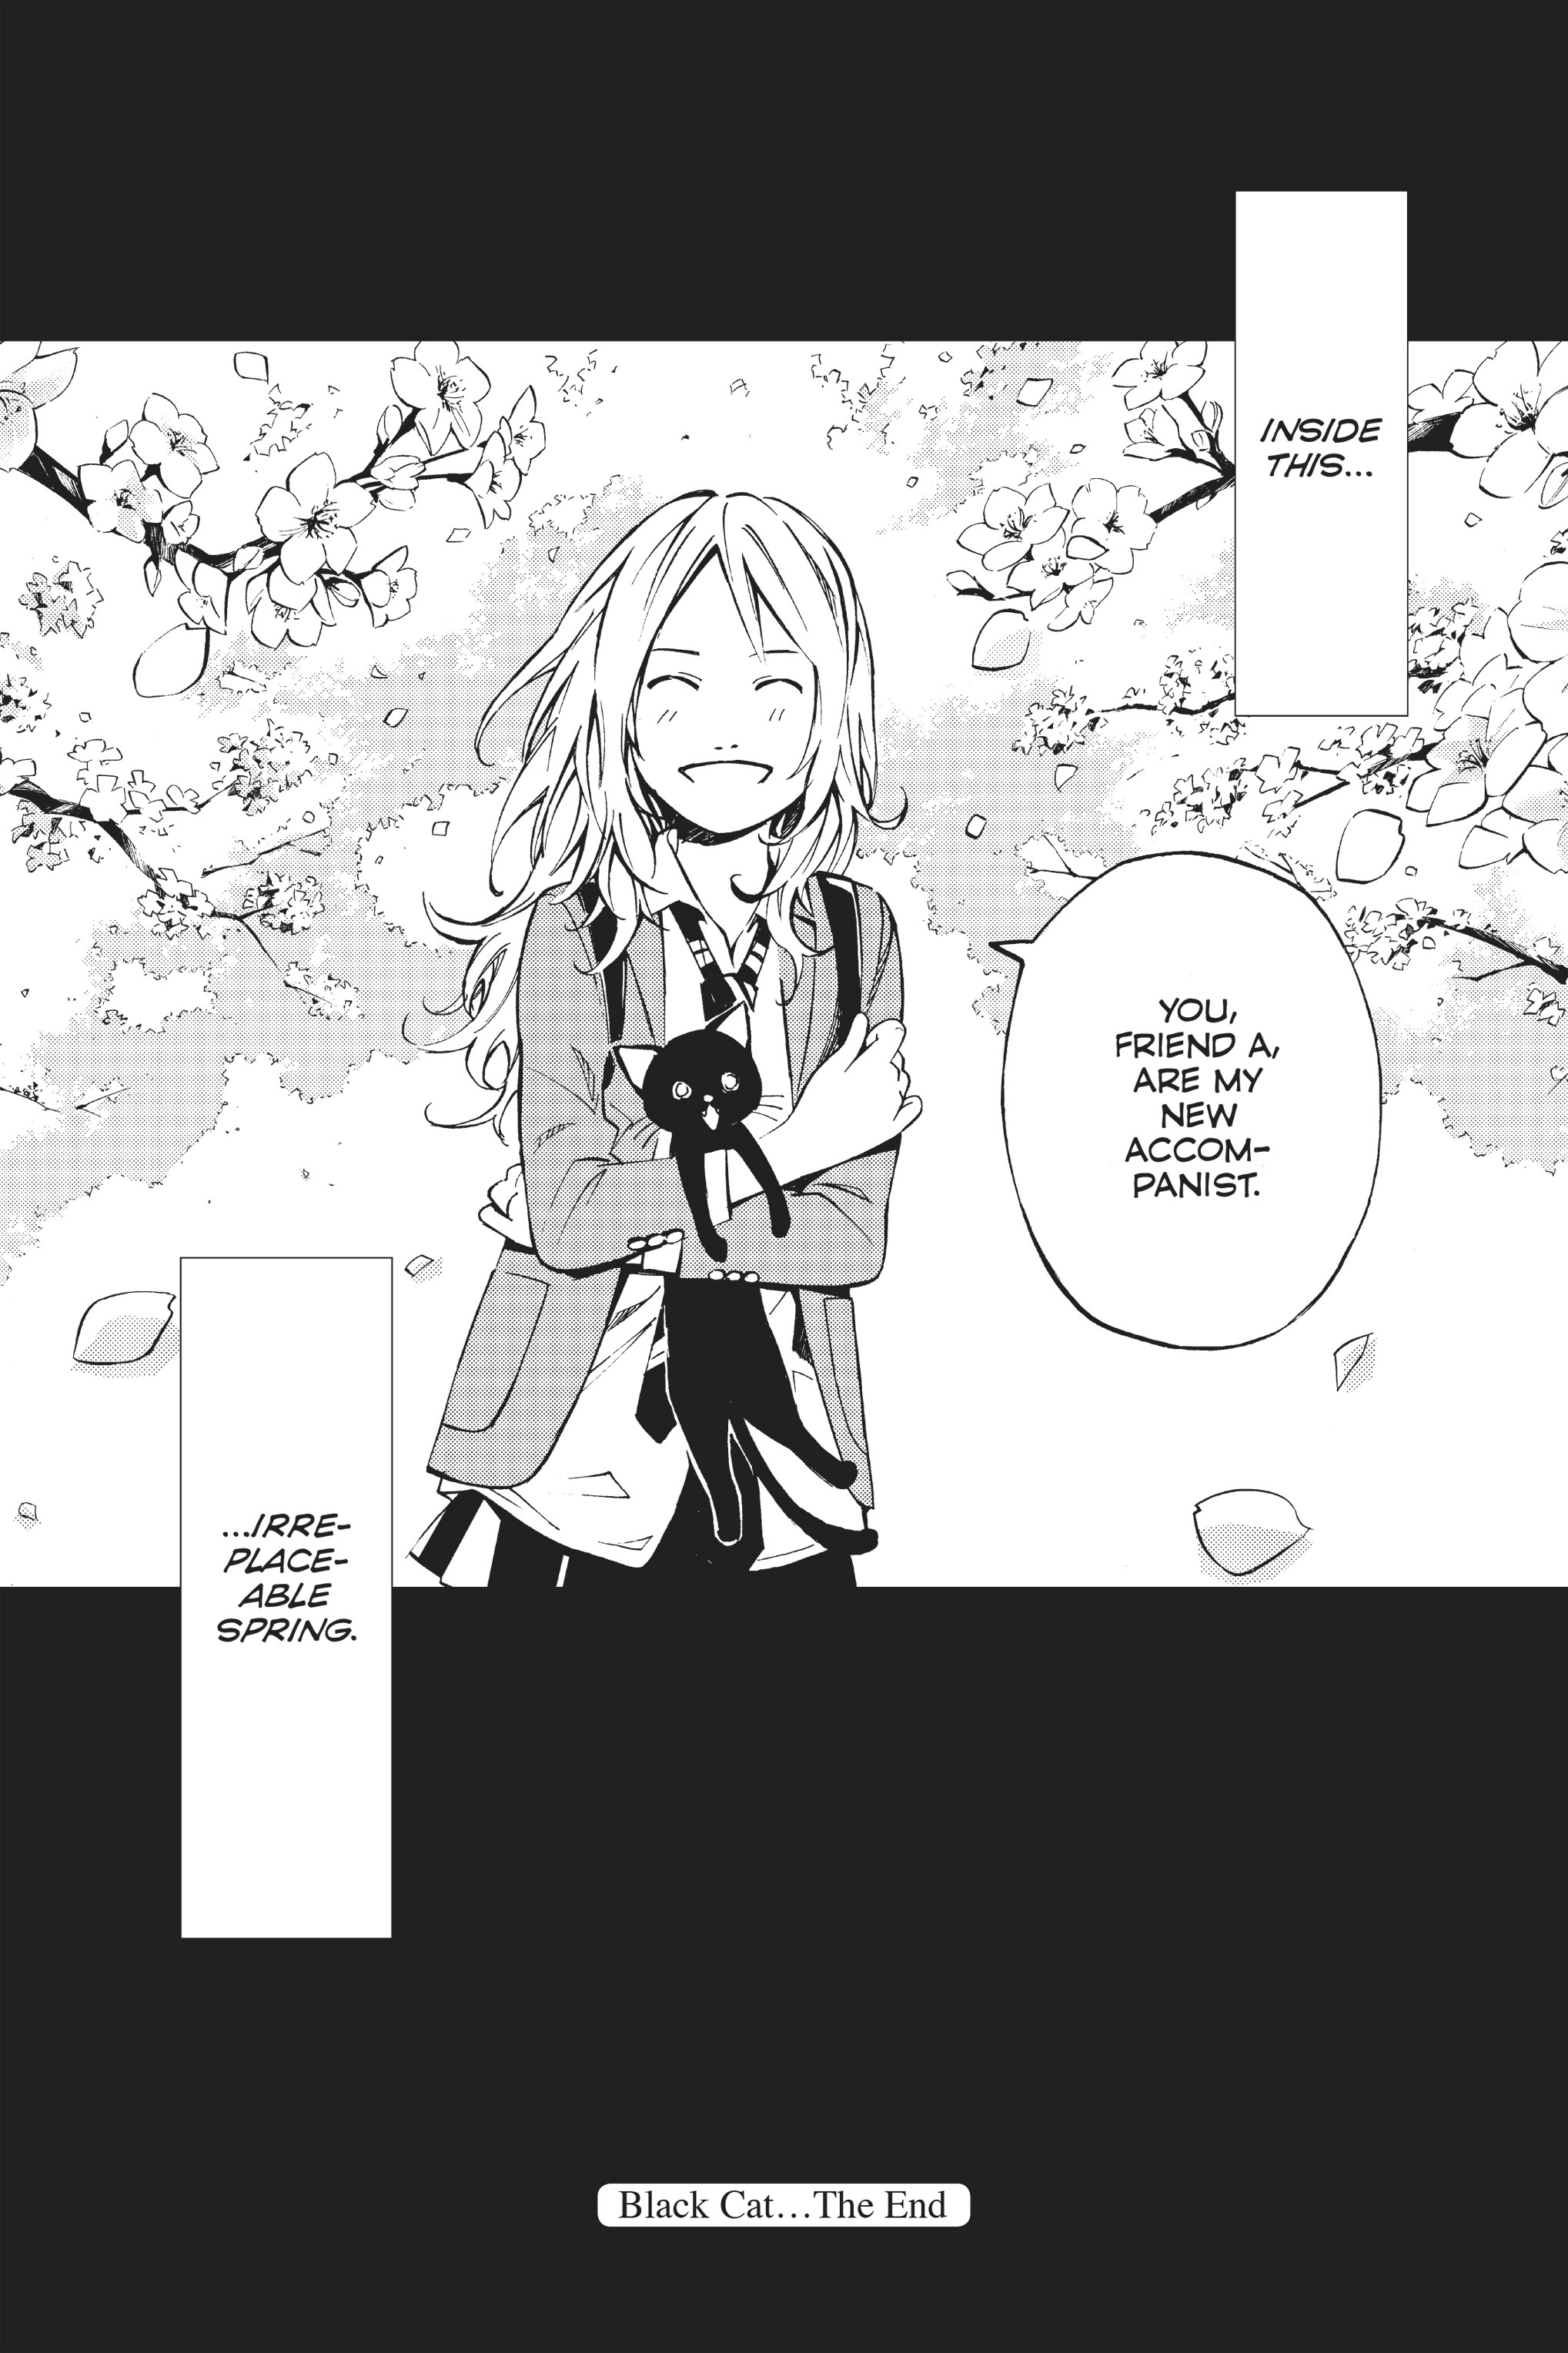 INSIDE
THIS...
YOU,
FRIEND A,
ARE MY
NEW
ACCOM-
PANIST.
...IRRE-
PLACE-
ABLE
SPRING.
Black Cat...The End